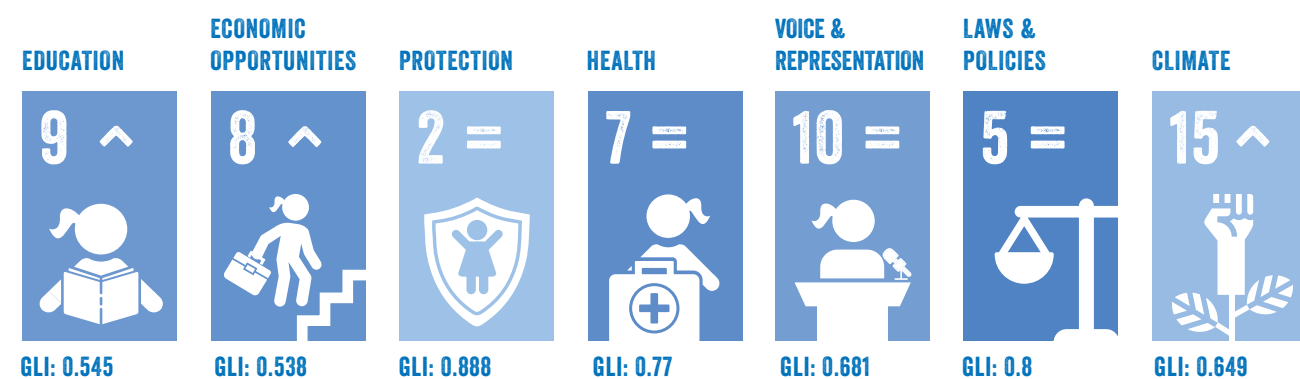 EDUCATION
9 ^
GLI: 0.545
ECONOMIC
OPPORTUNITIES
8 ^
GLI: 0.538
PROTECTION
2 =
GLI: 0.888
HEALTH
7 =
GLI: 0.77
VOICE &
REPRESENTATION
10 =
GLI: 0.681
LAWS &
POLICIES
5 =
GLI: 0.8
CLIMATE
15 ^
GLI: 0.649